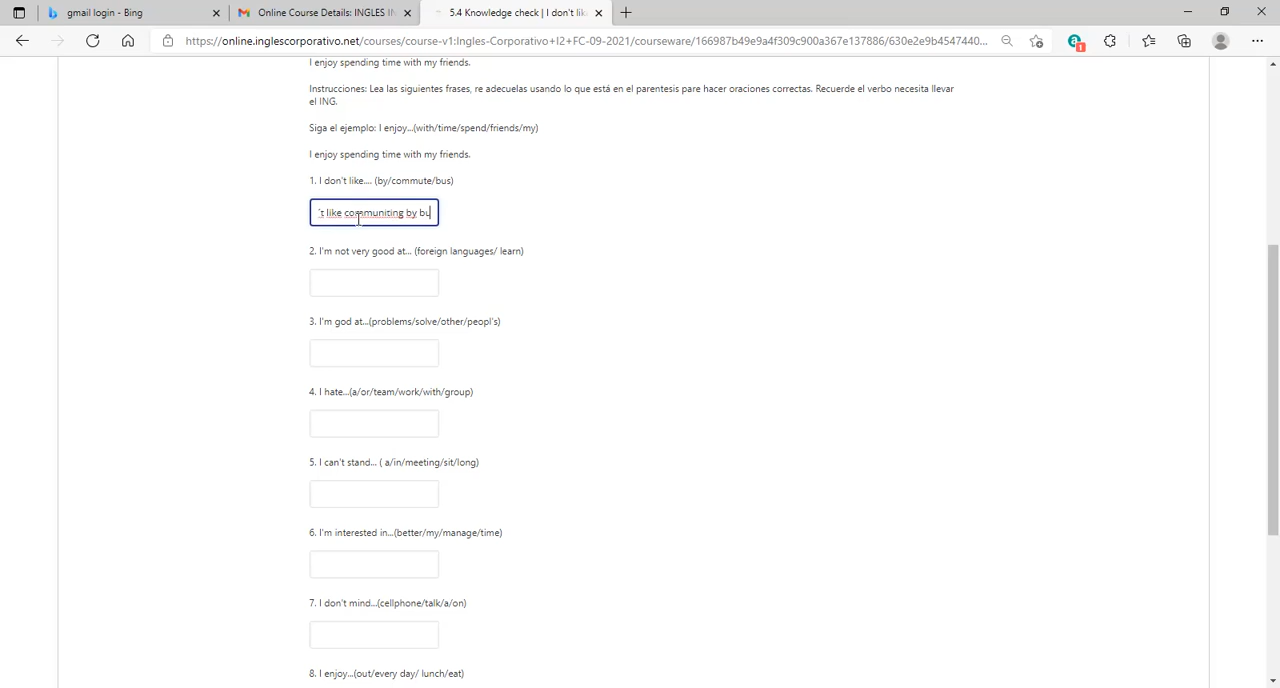 gmail login - Bing
Online Course Details: INGLES IN
5.4 Knowledge check | I don't lik
https://online.inglescorporativo.net/courses/course-v1:Ingles-Corporativo+I2+FC-09-2021/courseware/166987b49e9a4f309c900a367e137886/630e2e9b4547440...
I enjoy spending time with my friends.
Instrucciones: Lea las siguientes frases, re adecuelas usando lo que está en el parentesis pare hacer oraciones correctas. Recuerde el verbo necesita llevar
el ING.
Siga el ejemplo: I enjoy...(with/time/spend/friends/my)
I enjoy spending time with my friends.
1. I don't like.... (by/commute/bus)
't like communiting by bu
2. I'm not very good at... (foreign languages/ learn)
3. I'm god at...(problems/solve/other/peopl's)
4. I hate...(a/or/team/work/with/group)
5. I can't stand... ( a/in/meeting/sit/long)
6. I'm interested in...(better/my/manage/time)
7. I don't mind...(cellphone/talk/a/on)
8. I enjoy...(out/every day/ lunch/eat)